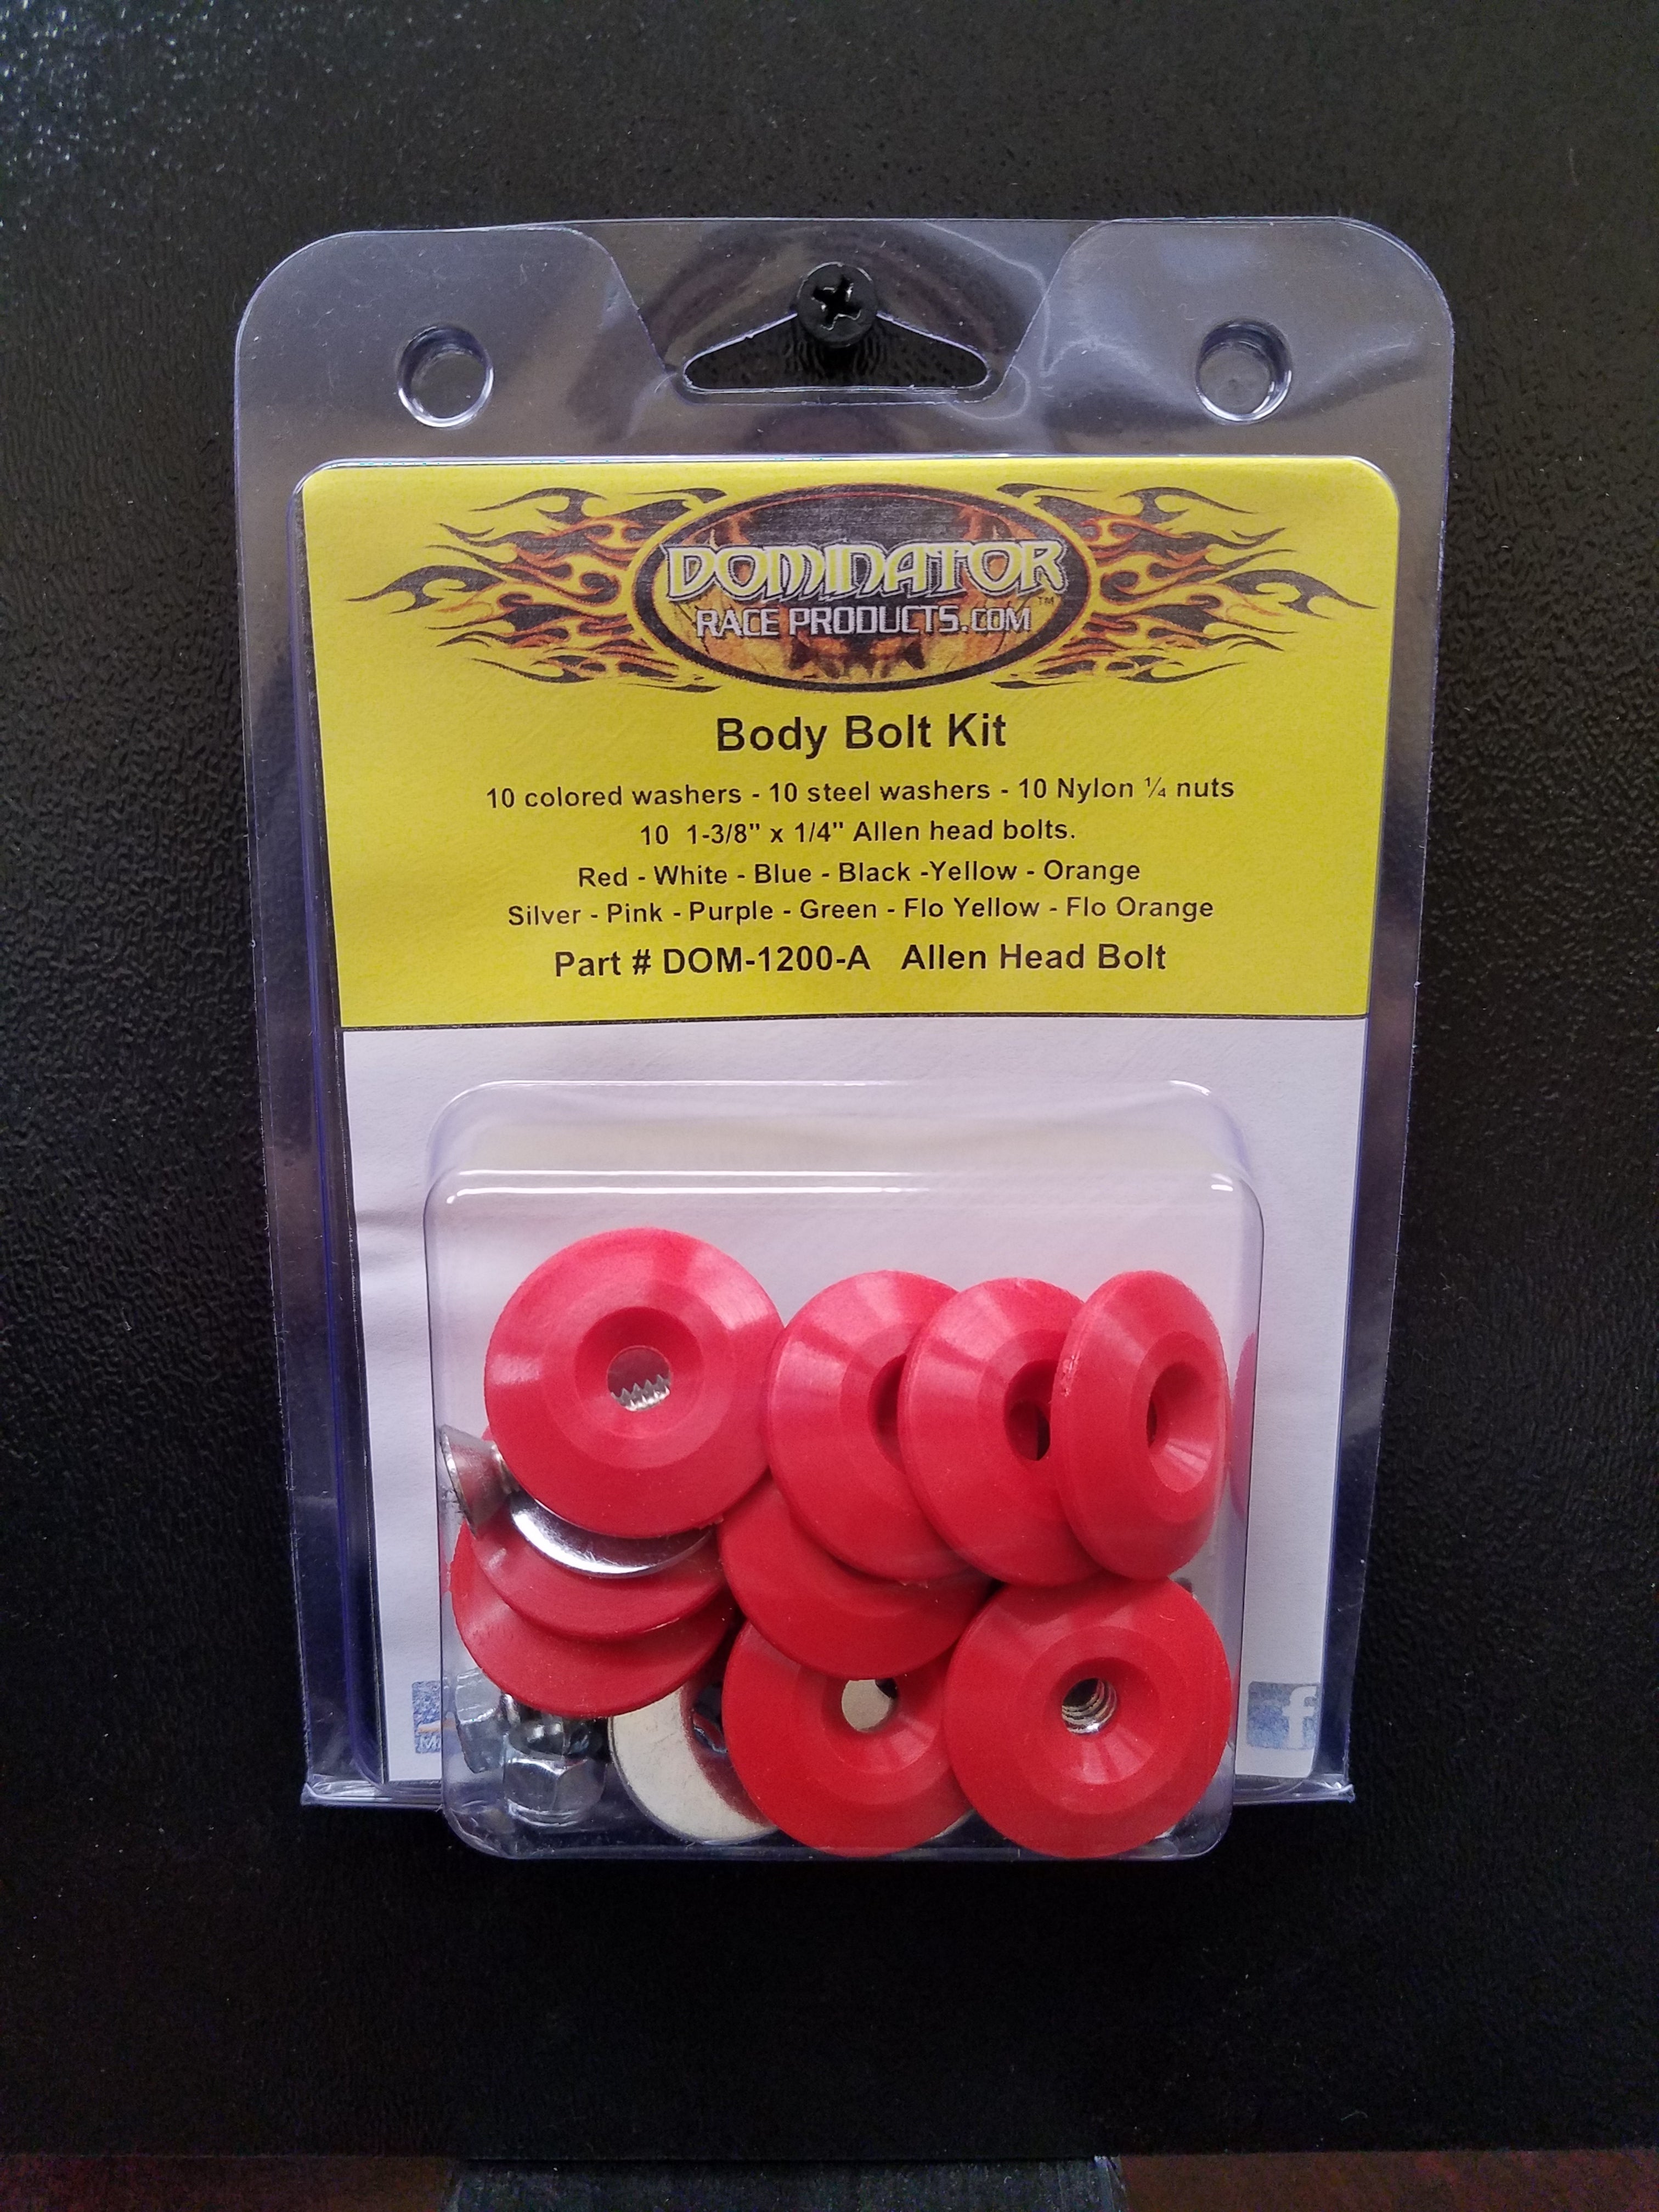 DOMINATOR
RACE PRODUCTS.COM™
Body Bolt Kit
10 colored washers - 10 steel washers - 10 Nylon ¼ nuts
10 1-3/8" x 1/4" Allen head bolts.
Red - White - Blue - Black -Yellow - Orange
Silver - Pink - Purple - Green - Flo Yellow - Flo Orange
Part # DOM-1200-A Allen Head Bolt
f